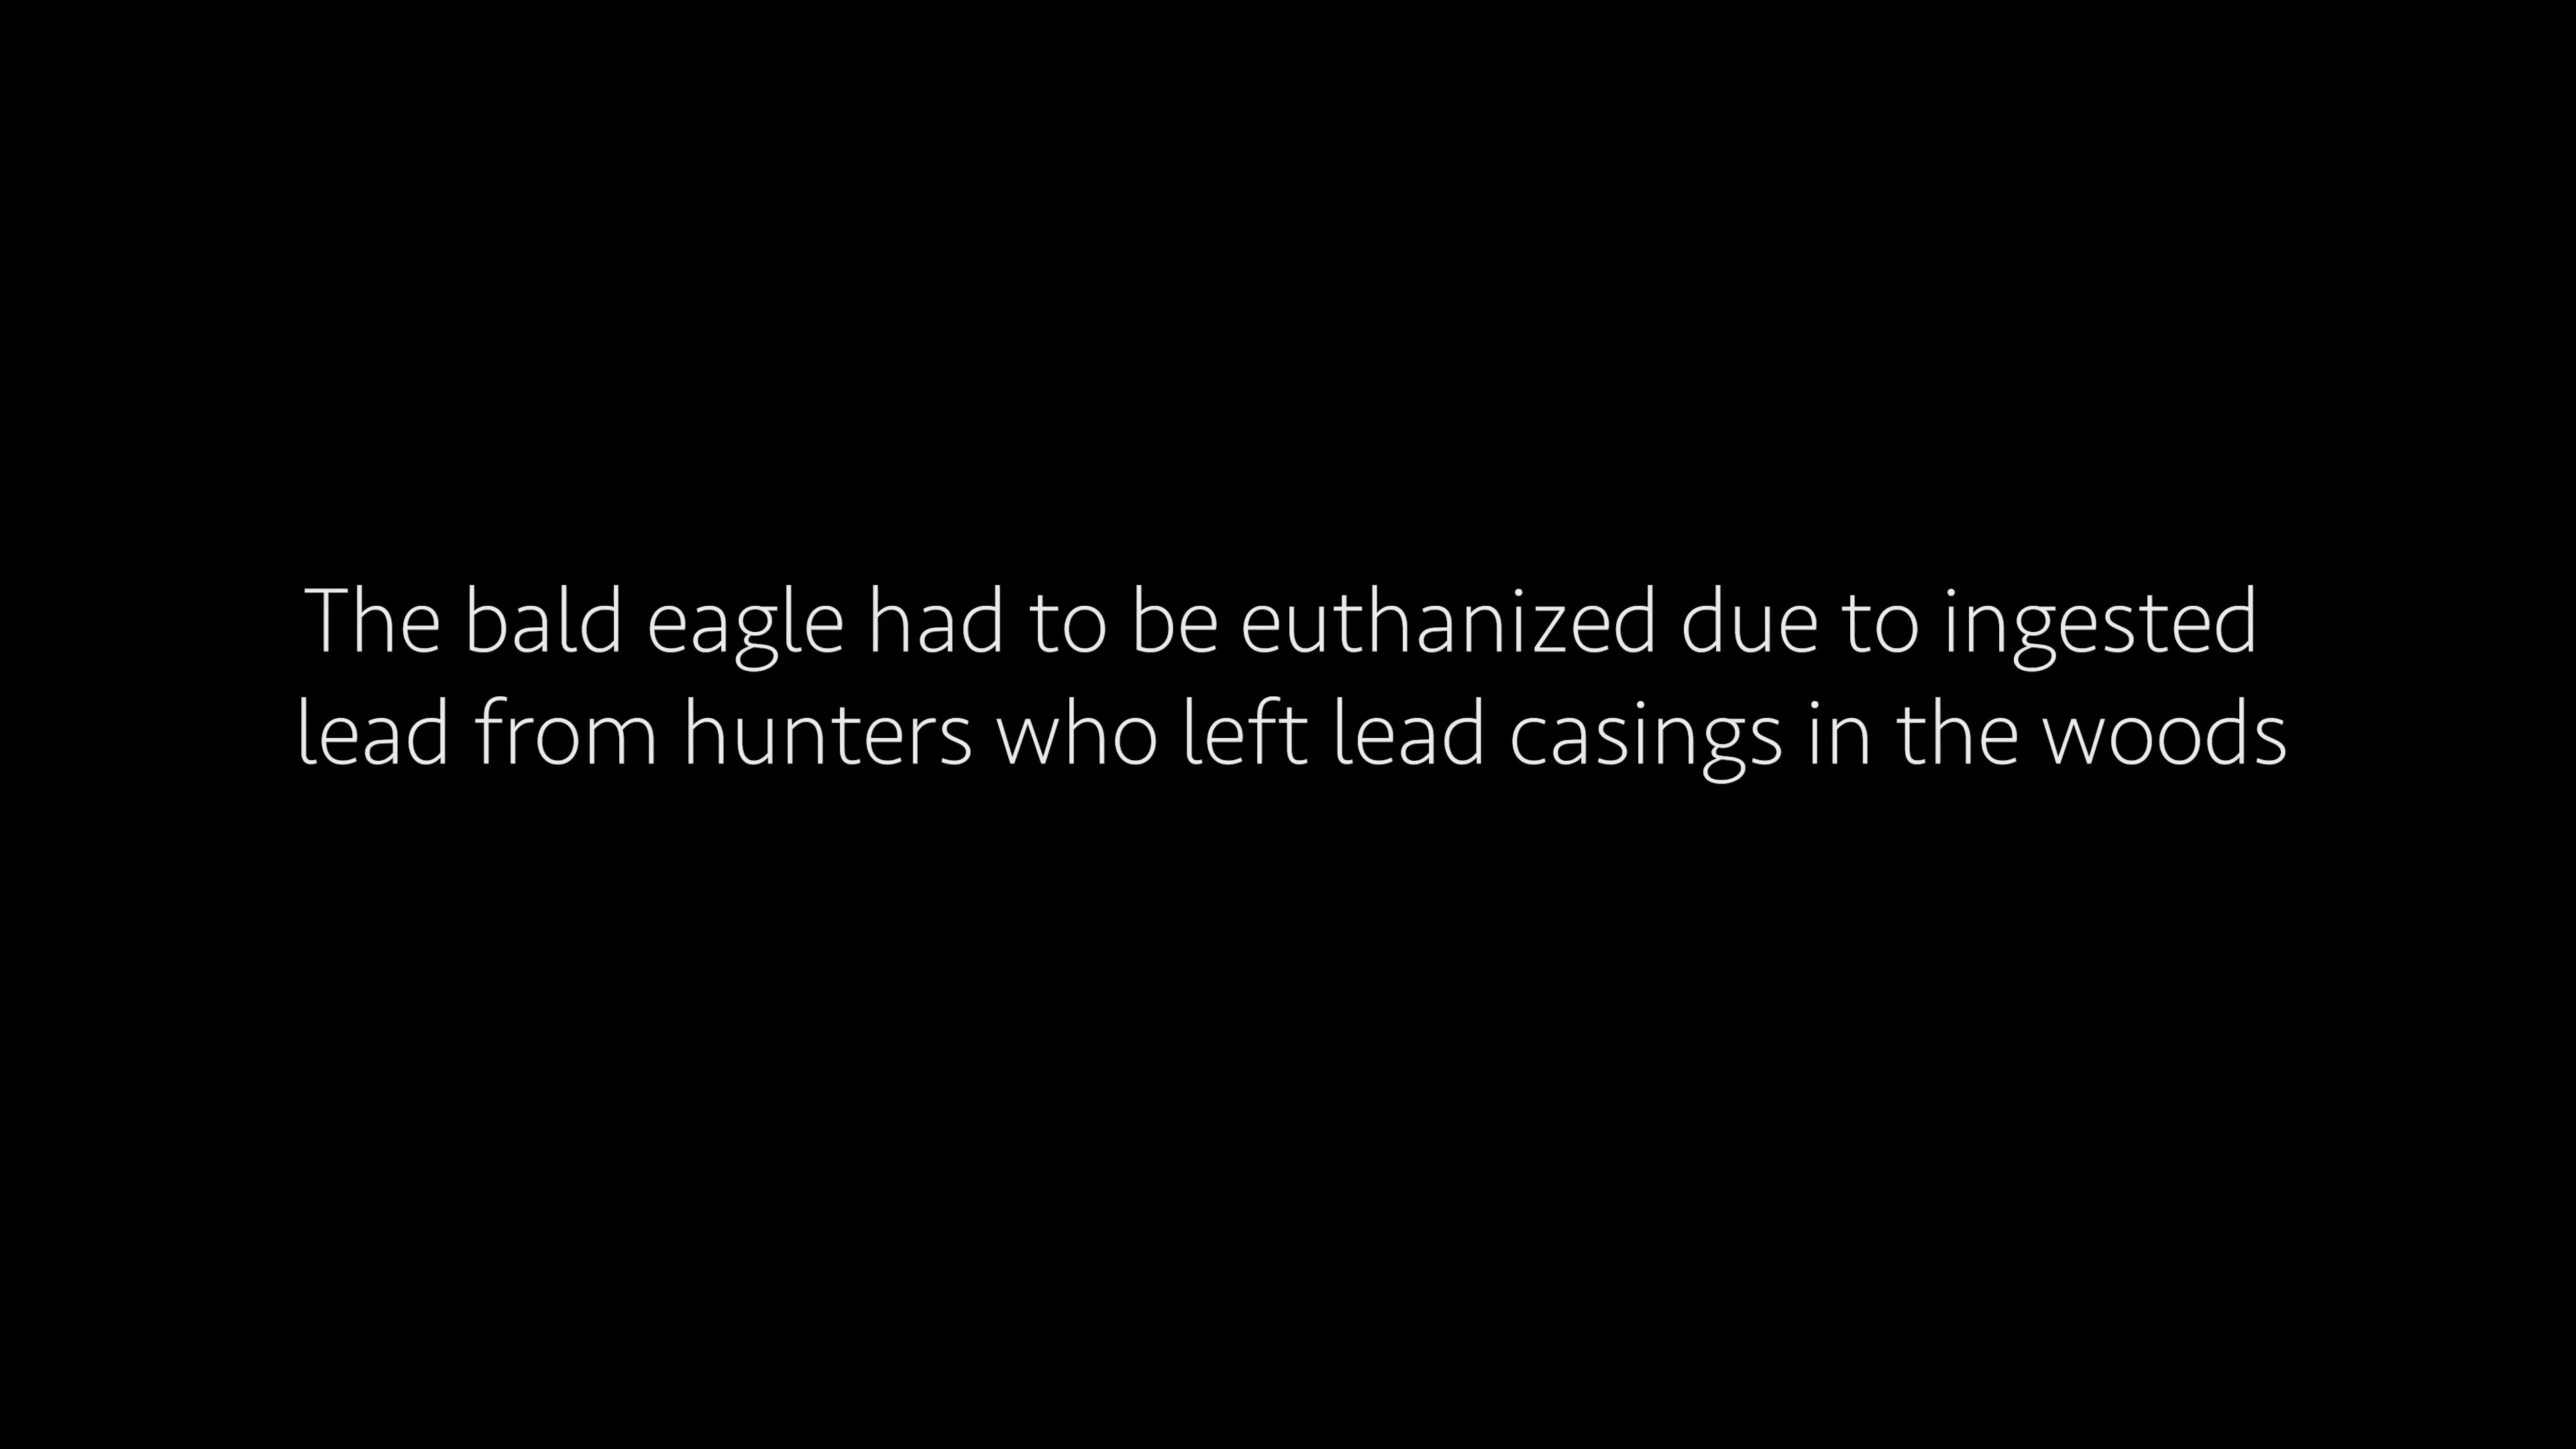 The bald eagle had to be euthanized due to ingested
lead from hunters who left lead casings in the woods